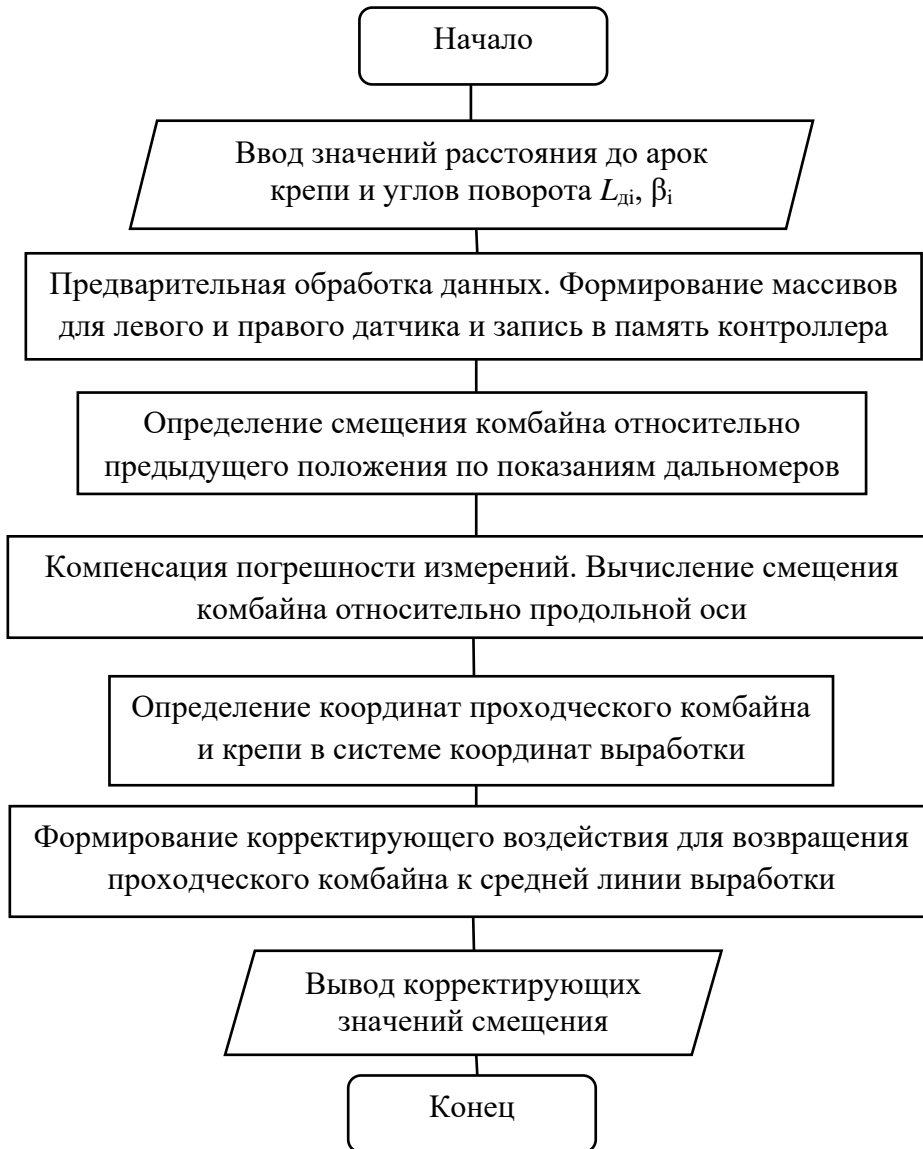 Начало
Ввод значений расстояния до арок
крепи и углов поворота Lдi, βi
Предварительная обработка данных. Формирование массивов
для левого и правого датчика и запись в память контроллера
Определение смещения комбайна относительно
предыдущего положения по показаниям дальномеров
Компенсация погрешности измерений. Вычисление смещения
комбайна относительно продольной оси
Определение координат проходческого комбайна
и крепи в системе координат выработки
Формирование корректирующего воздействия для возвращения
проходческого комбайна к средней линии выработки
Вывод корректирующих
значений смещения
Конец